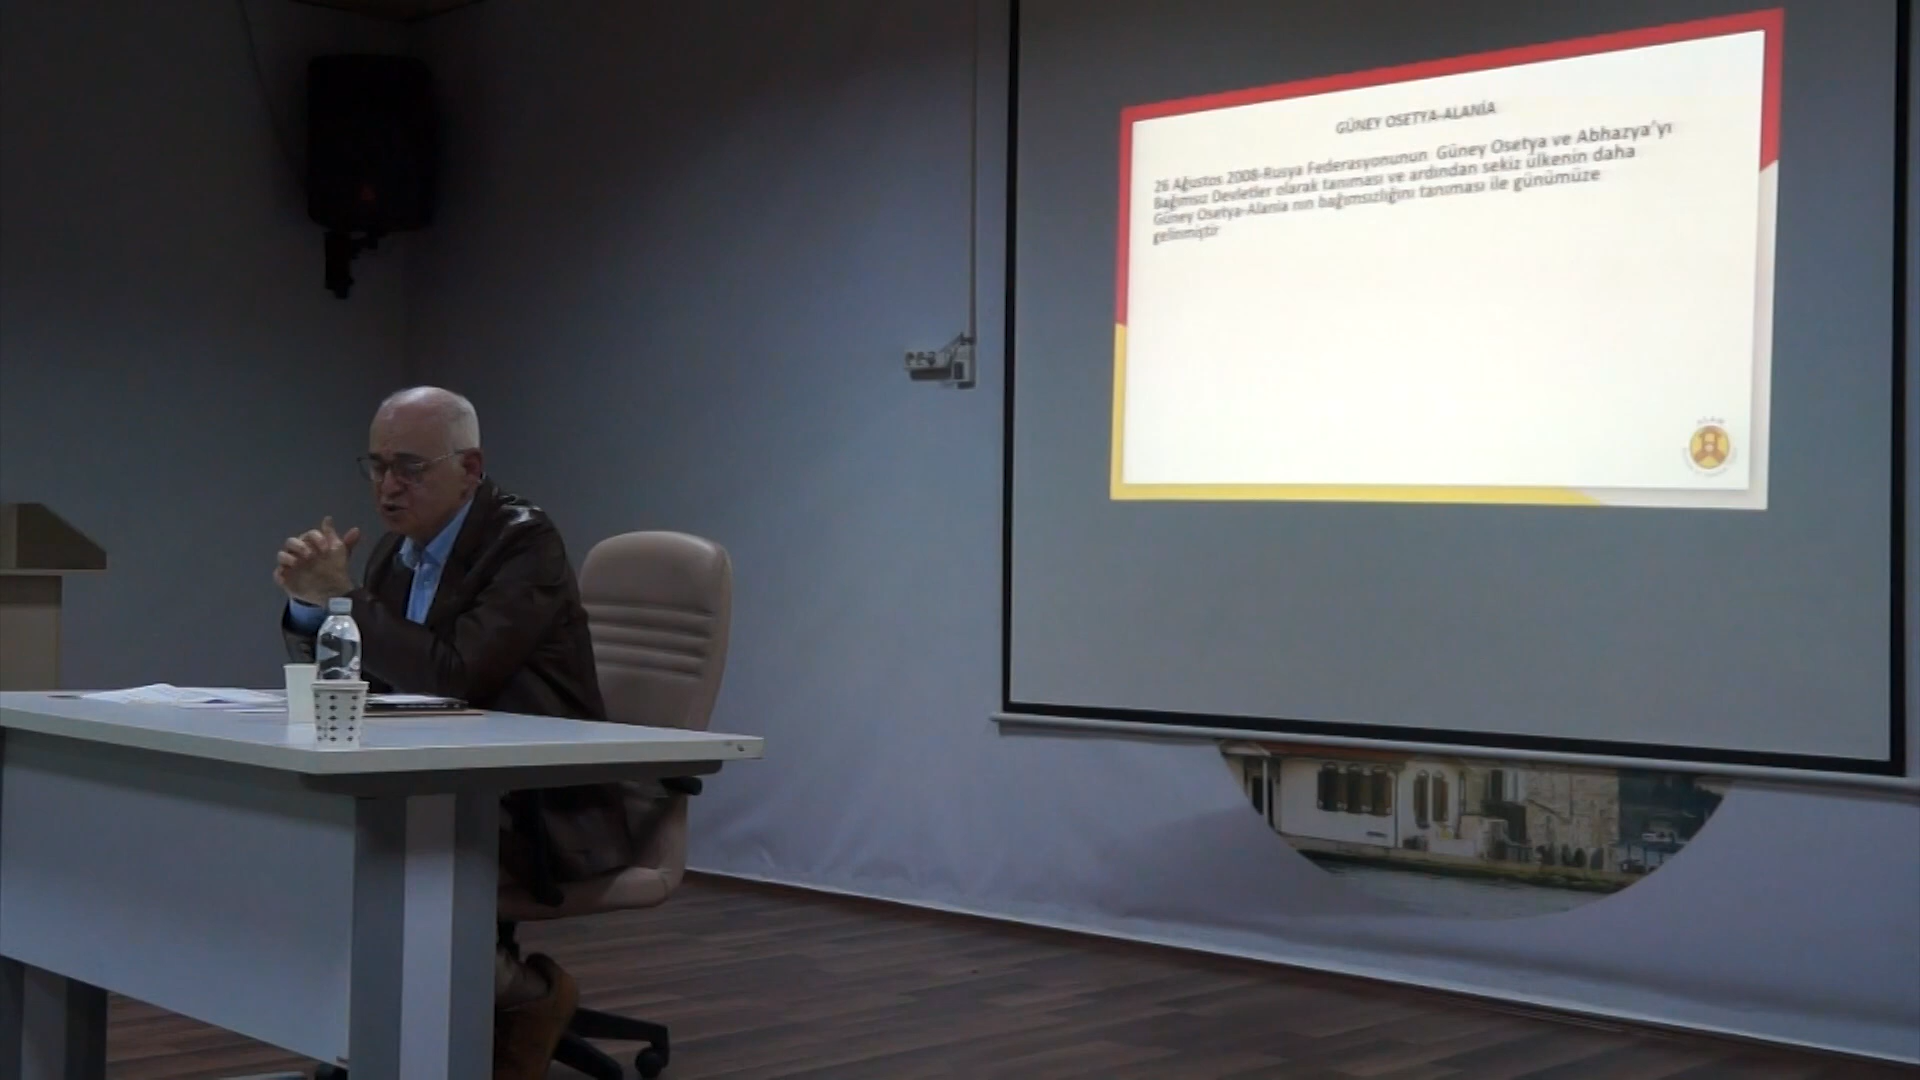 GÜNEY OSETYA-ALANİA
26 Ağustos 2008-Rusya Federasyonunun Güney Osetya ve Abhazya'yı
Bağımsız Devletler olarak tanıması ve ardından sekiz ülkenin daha
Güney Osetya-Alania nın bağımsızlığını tanıması ile günümüze
gelinmiştir